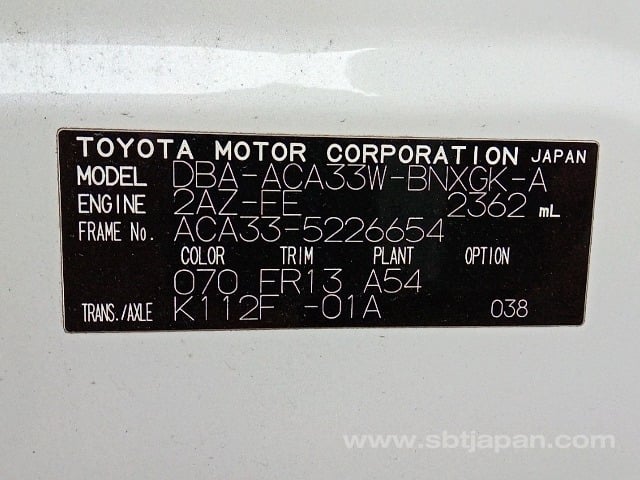 TOYOTA MOTOR CORPORATION JAPAN
MODEL DBA-ACA33W-BNXGK-A
ENGINE 2AZ-FE 2362 mL
FRAME No. ACA33-5226654
COLOR TRIM PLANT OPTION
070 FR13 A54
TRANS./AXLE K112F -01A 038
www.sbtjapan.com